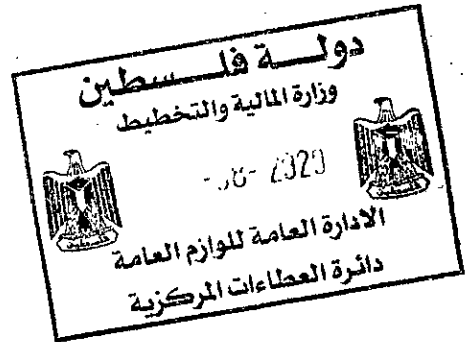 دولة فلسطين
وزارة المالية والتخطيط
الادارة العامة للوازم العامة
دائرة العطاءات المركزية